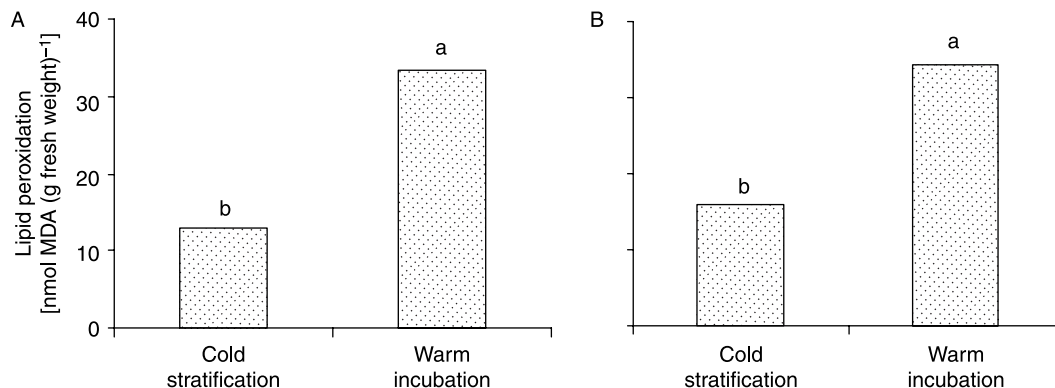 A
Lipid peroxidation
[nmol MDA (g fresh weight)⁻¹]
40
30
20
10
0
b
a
Cold
stratification
Warm
incubation
B
b
a
Cold
stratification
Warm
incubation